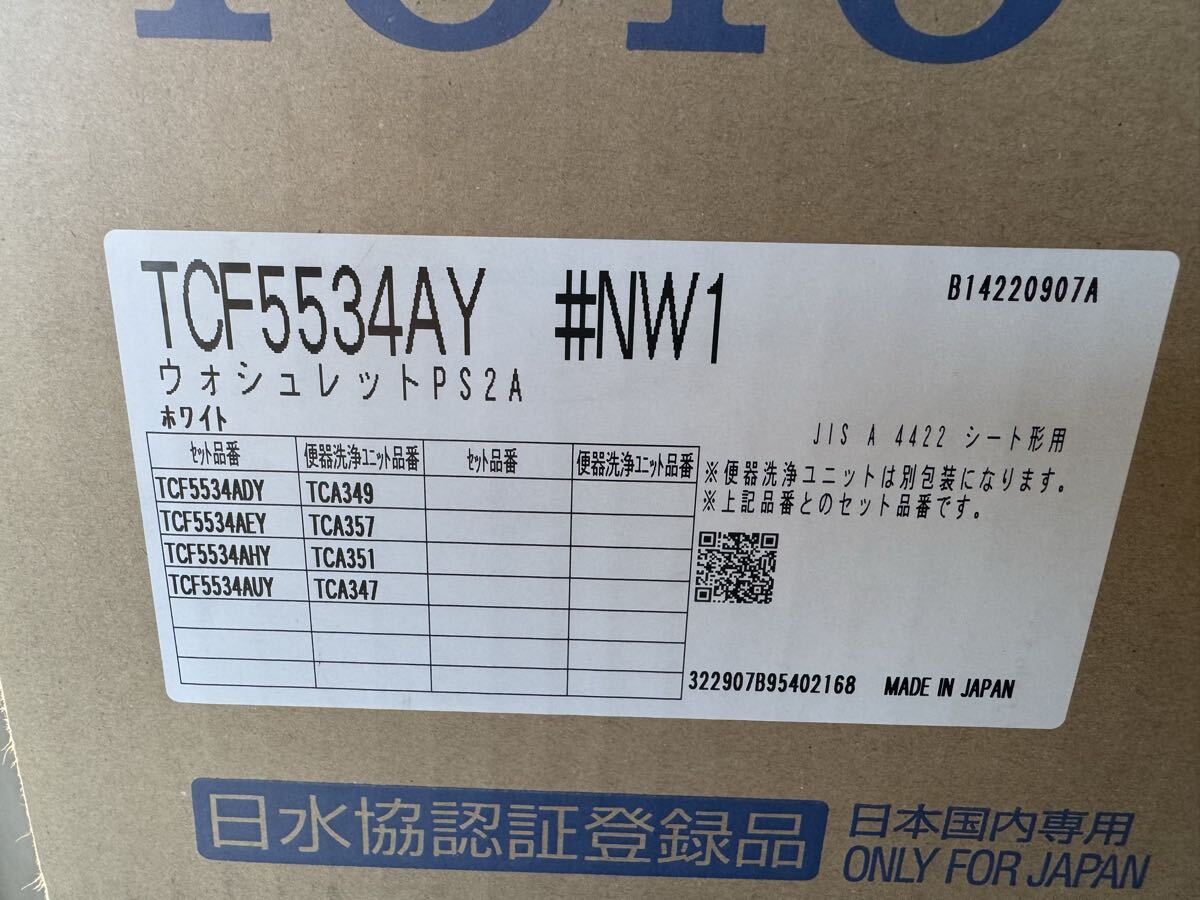 TOTO
TCF5534AY #NW1
B14220907A
ウォシュレットPS2A
ホワイト
JIS A 4422 シート形用
※便器洗浄ユニットは別包装になります。
※上記品番とのセット品番です。
ｾｯﾄ品番 便器洗浄ﾕﾆｯﾄ品番 ｾｯﾄ品番 便器洗浄ﾕﾆｯﾄ品番
TCF5534ADY TCA349
TCF5534AEY TCA357
TCF5534AHY TCA351
TCF5534AUY TCA347
322907B95402168 MADE IN JAPAN
日水協認証登録品
日本国内専用
ONLY FOR JAPAN